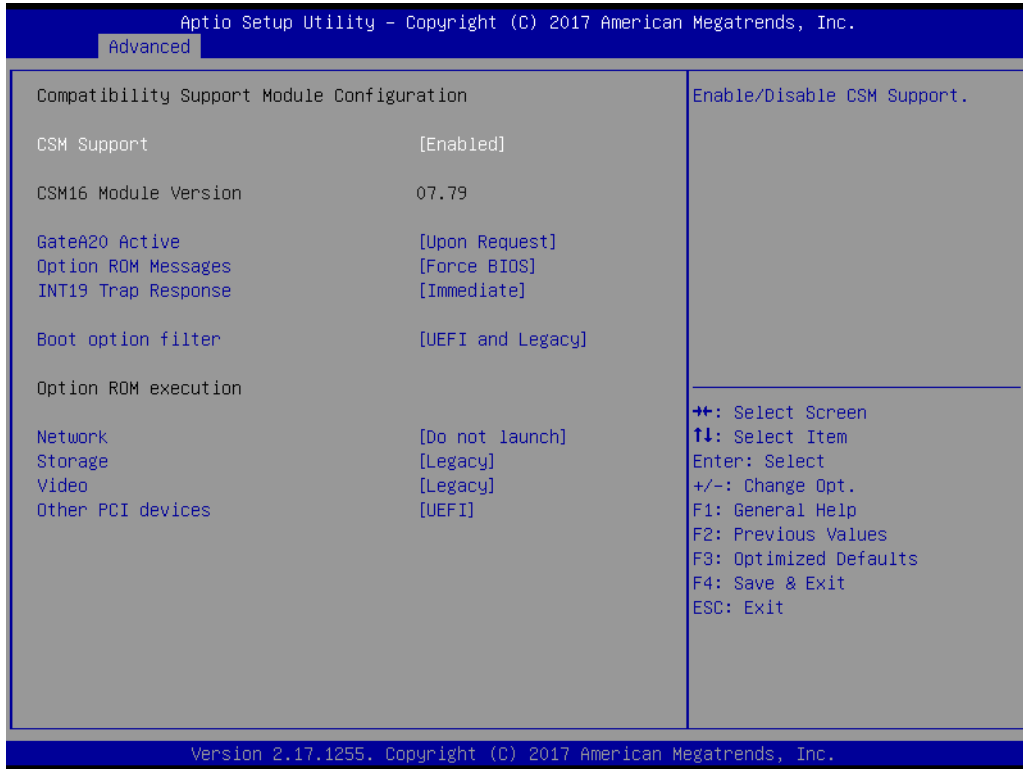 Aptio Setup Utility – Copyright (C) 2017 American Megatrends, Inc.
Advanced
Compatibility Support Module Configuration
CSM Support [Enabled]
CSM16 Module Version 07.79
GateA20 Active [Upon Request]
Option ROM Messages [Force BIOS]
INT19 Trap Response [Immediate]
Boot option filter [UEFI and Legacy]
Option ROM execution
Network [Do not launch]
Storage [Legacy]
Video [Legacy]
Other PCI devices [UEFI]
Enable/Disable CSM Support.
→←: Select Screen
↑↓: Select Item
Enter: Select
+/-: Change Opt.
F1: General Help
F2: Previous Values
F3: Optimized Defaults
F4: Save & Exit
ESC: Exit
Version 2.17.1255. Copyright (C) 2017 American Megatrends, Inc.